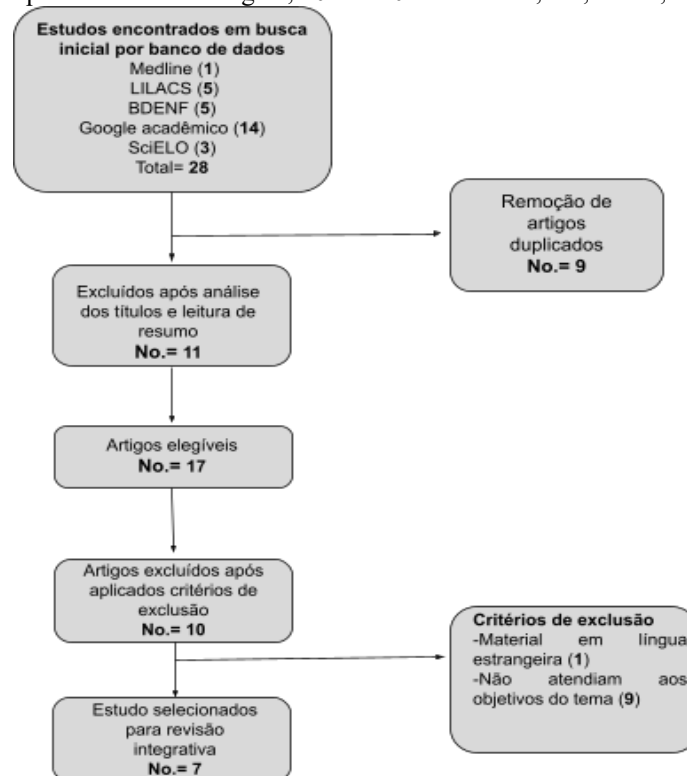 Estudos encontrados em busca
inicial por banco de dados
Medline (1)
LILACS (5)
BDENF (5)
Google acadêmico (14)
SciELO (3)
Total= 28
Remoção de
artigos
duplicados
No.= 9
Excluídos após análise
dos títulos e leitura de
resumo
No.= 11
Artigos elegíveis
No.= 17
Artigos excluídos após
aplicados critérios de
exclusão
No.= 10
Critérios de exclusão
-Material em língua
estrangeira (1)
-Não atendiam aos
objetivos do tema (9)
Estudo selecionados
para revisão
integrativa
No.= 7